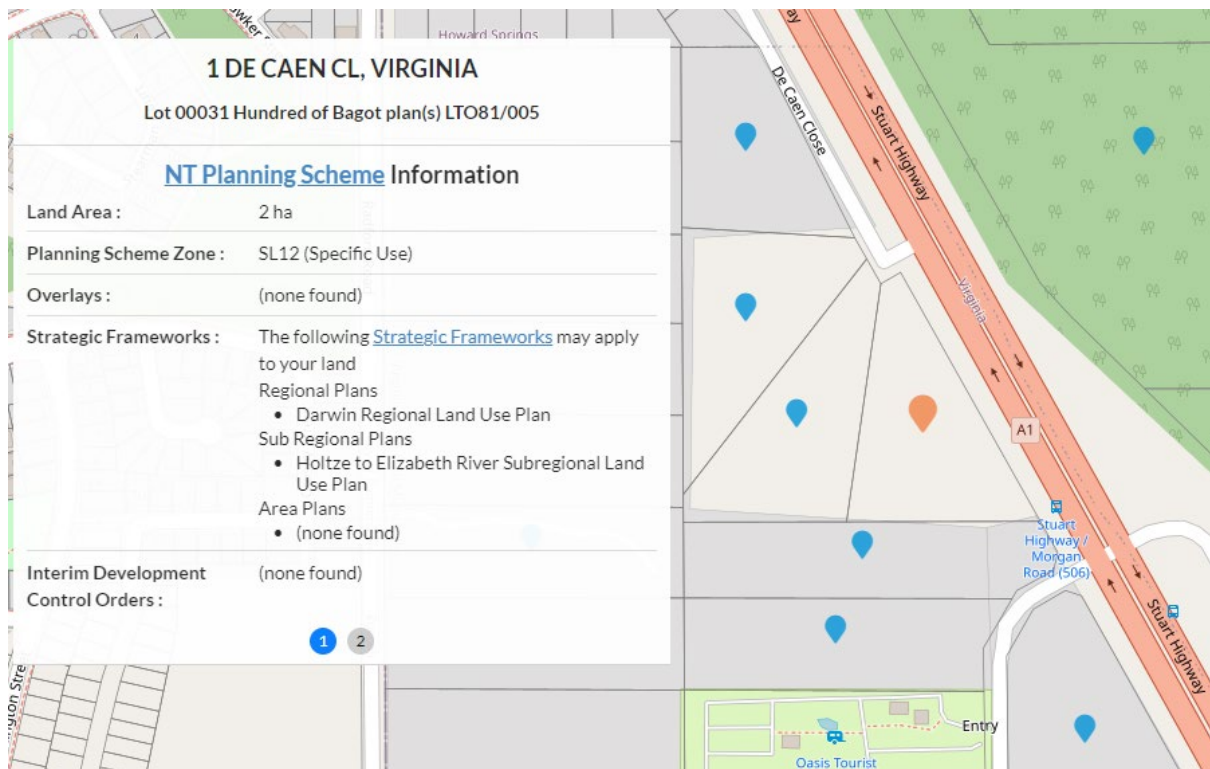 Howard Springs
1 DE CAEN CL, VIRGINIA
Lot 00031 Hundred of Bagot plan(s) LTO81/005
NT Planning Scheme Information
Land Area : 2 ha
Planning Scheme Zone : SL12 (Specific Use)
Overlays : (none found)
Strategic Frameworks : The following Strategic Frameworks may apply
to your land
Regional Plans
• Darwin Regional Land Use Plan
Sub Regional Plans
• Holtze to Elizabeth River Subregional Land
Use Plan
Area Plans
• (none found)
Interim Development (none found)
Control Orders :
1 2
De Caen Close
Stuart Highway
Stuart Highway
Virginia
A1
Stuart
Highway /
Morgan
Road (506)
Stuart Highway
Entry
Oasis Tourist